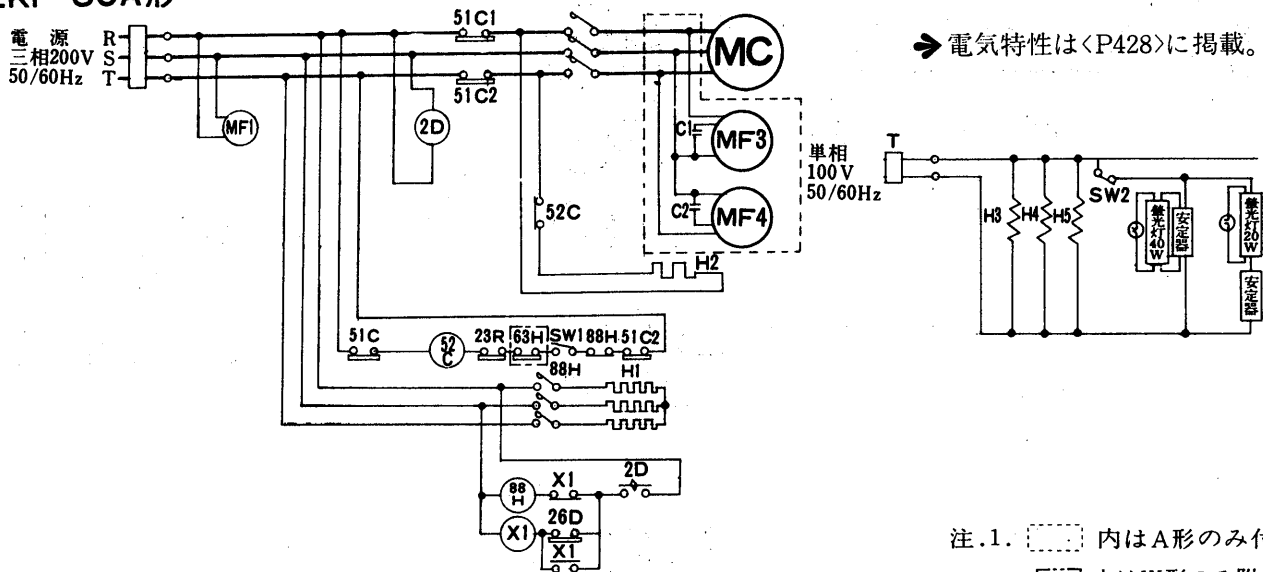 電源 R
三相200V S
50/60Hz T
51C1
51C2
MC
➔ 電気特性は<P428>に掲載。
MF1
2D
C1
MF3
C2
MF4
52C
H2
単相
100V
50/60Hz
T
H3
H4
H5
SW2
螢光灯40W
安定器
螢光灯20W
安定器
51C
52C
23R
63H
SW1
88H
51C2
88H
H1
2D
88H
X1
X1
26D
X1
注.1. 内はA形のみ付